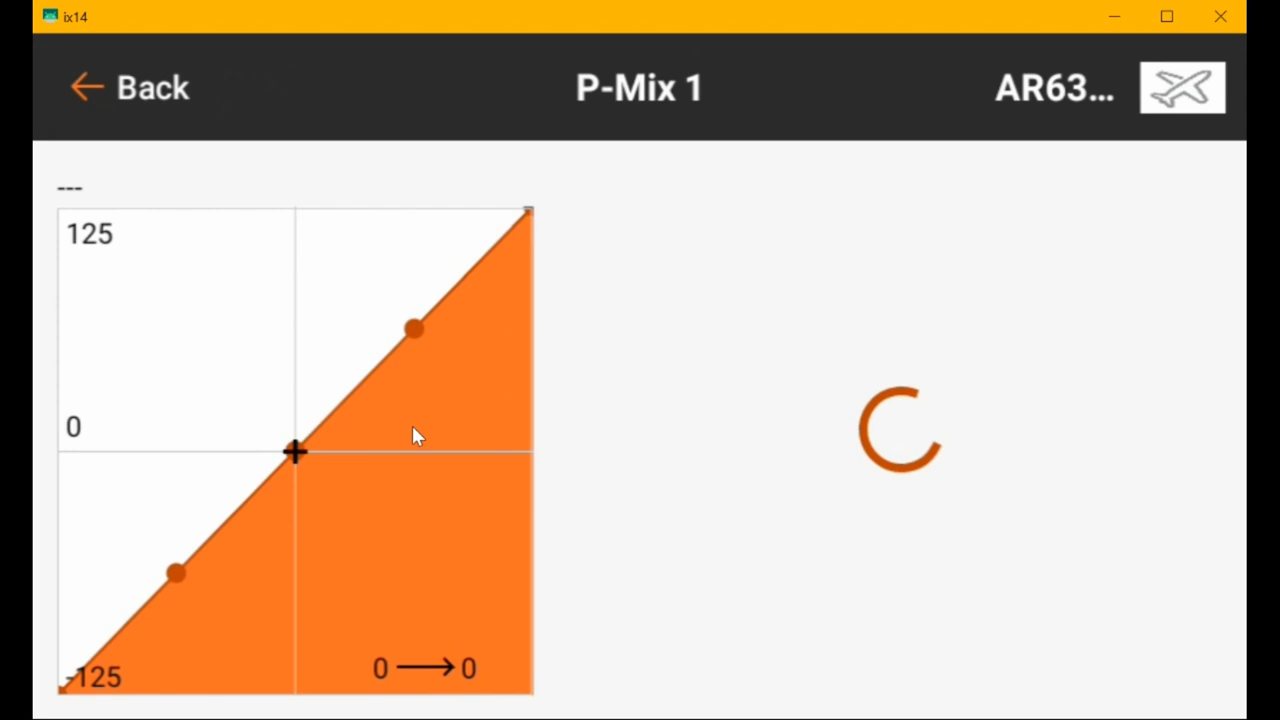 ix14
Back
P-Mix 1
AR63...
---
125
0
-125
0 → 0